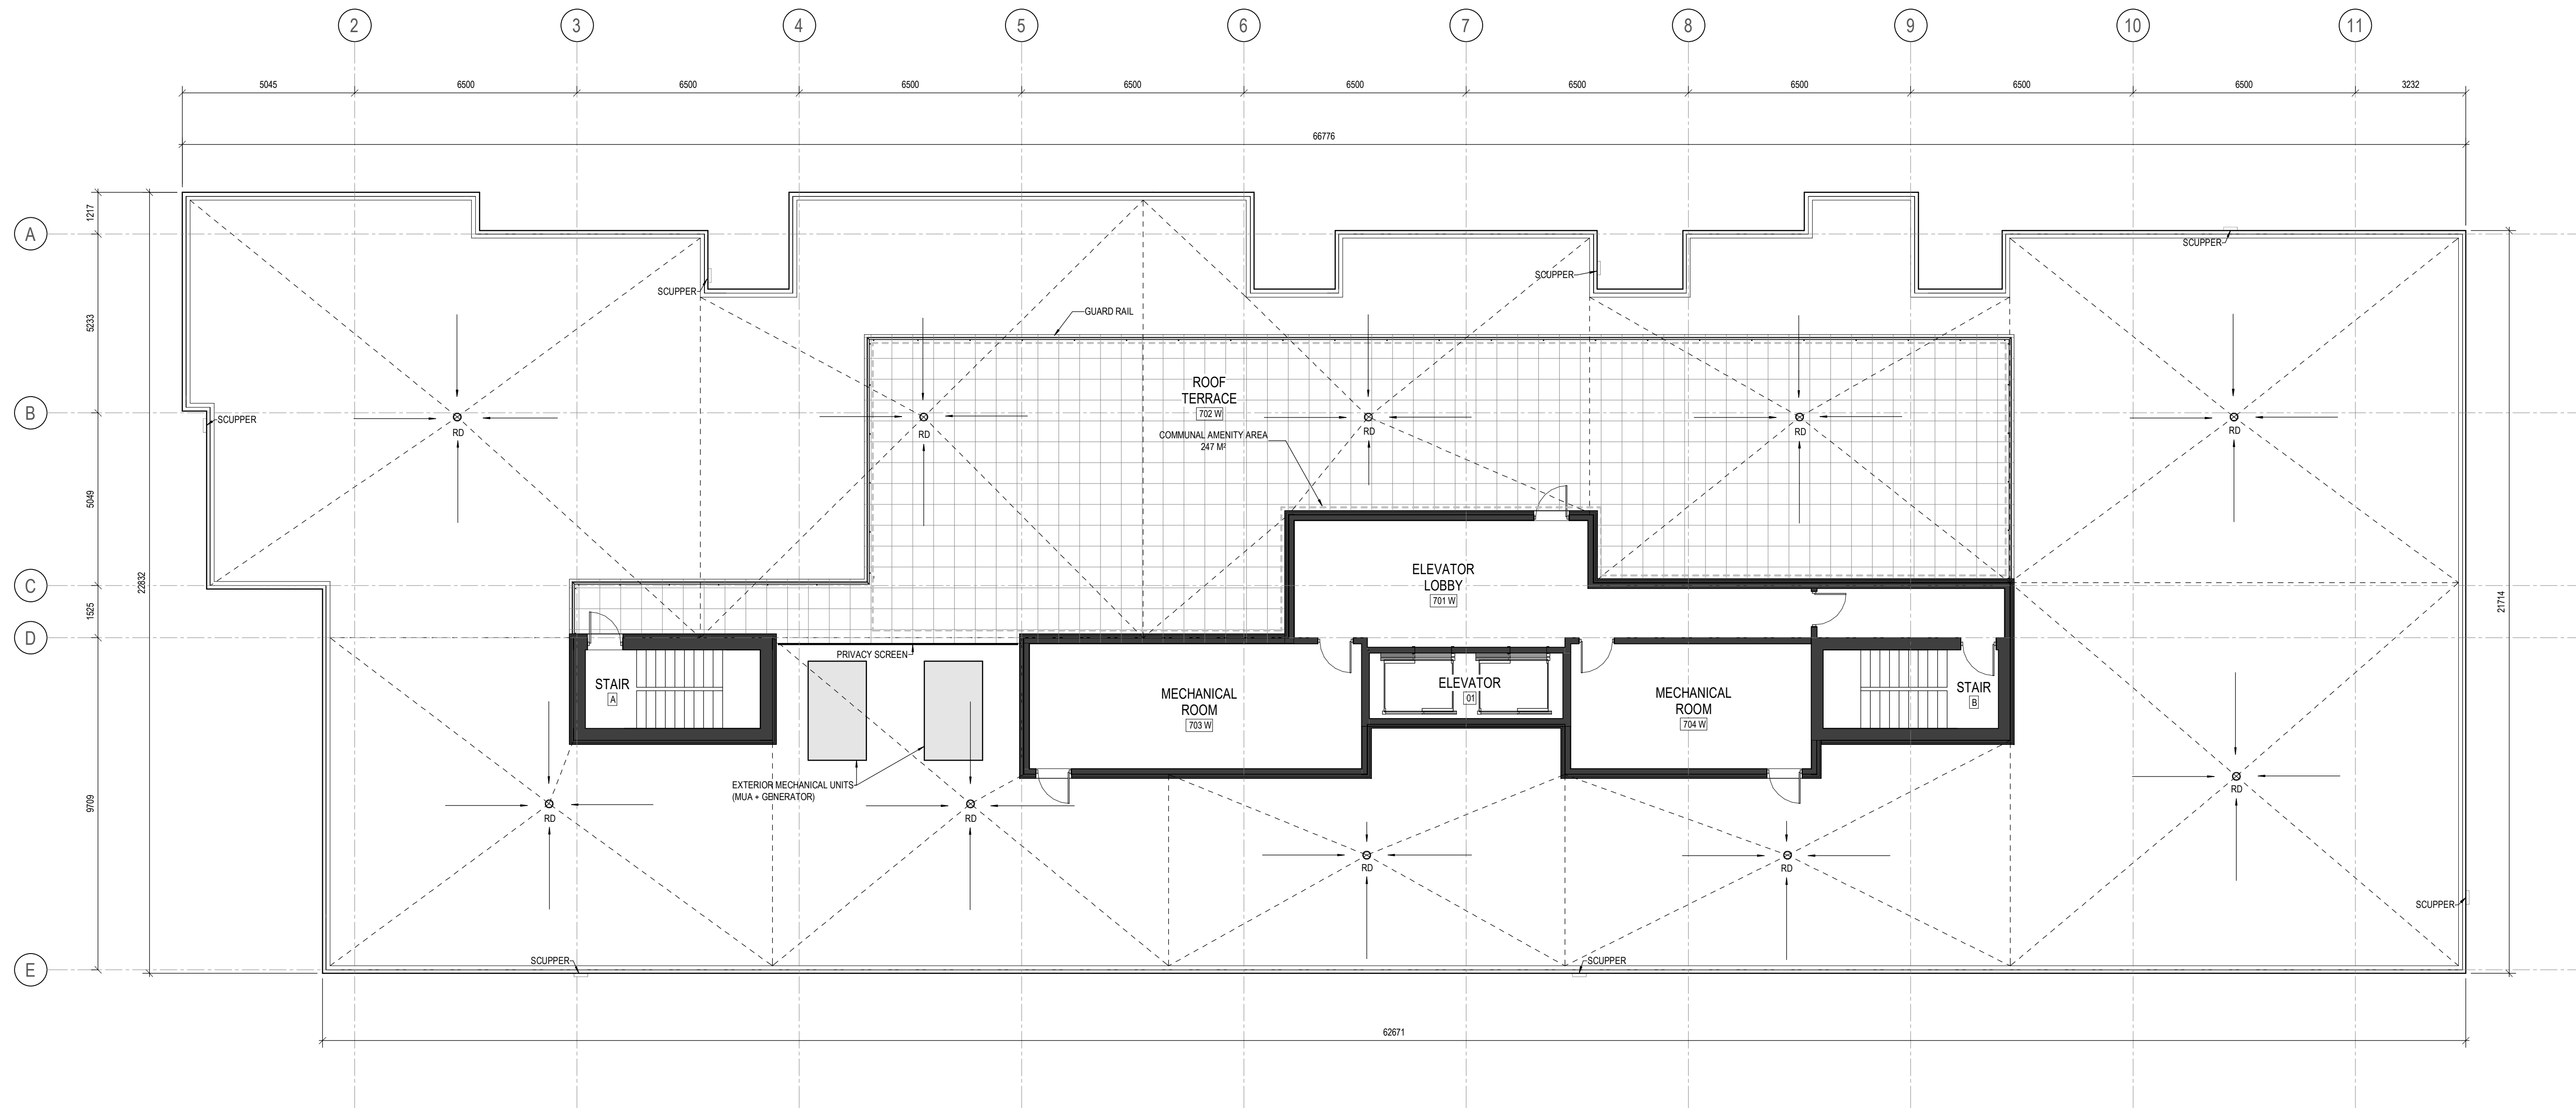 2 3 4 5 6 7 8 9 10 11
5045 6500 6500 6500 6500 6500 6500 6500 6500 6500 3232
66776
A
B
C
D
E
1217
5233
5049
1525
9709
22832
21714
SCUPPER
SCUPPER
SCUPPER
SCUPPER
GUARD RAIL
ROOF
TERRACE
702 W
COMMUNAL AMENITY AREA
247 M²
RD
RD
RD
RD
RD
ELEVATOR
LOBBY
701 W
PRIVACY SCREEN
STAIR
A
MECHANICAL
ROOM
703 W
ELEVATOR
01
MECHANICAL
ROOM
704 W
STAIR
B
EXTERIOR MECHANICAL UNITS
(MUA + GENERATOR)
RD
RD
RD
RD
RD
SCUPPER
SCUPPER
SCUPPER
62671